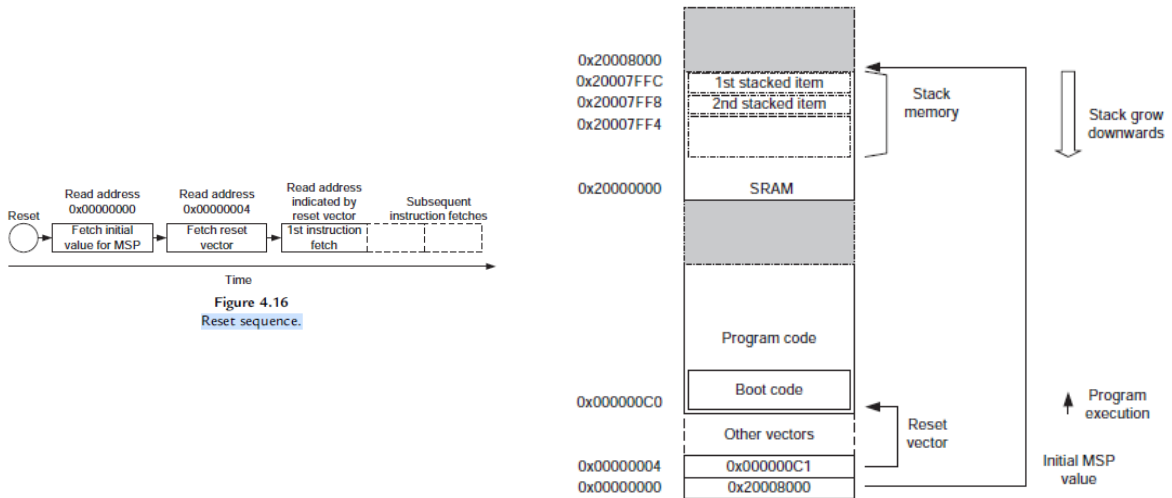 Reset
Read address
0x00000000
Fetch initial
value for MSP
Read address
0x00000004
Fetch reset
vector
Read address
indicated by
reset vector
1st instruction
fetch
Subsequent
instruction fetches
Time
Figure 4.16
Reset sequence.
0x20008000
0x20007FFC
1st stacked item
0x20007FF8
2nd stacked item
0x20007FF4
Stack
memory
Stack grow
downwards
0x20000000
SRAM
Program code
Boot code
0x000000C0
Program
execution
Other vectors
Reset
vector
0x00000004
0x000000C1
0x00000000
0x20008000
Initial MSP
value